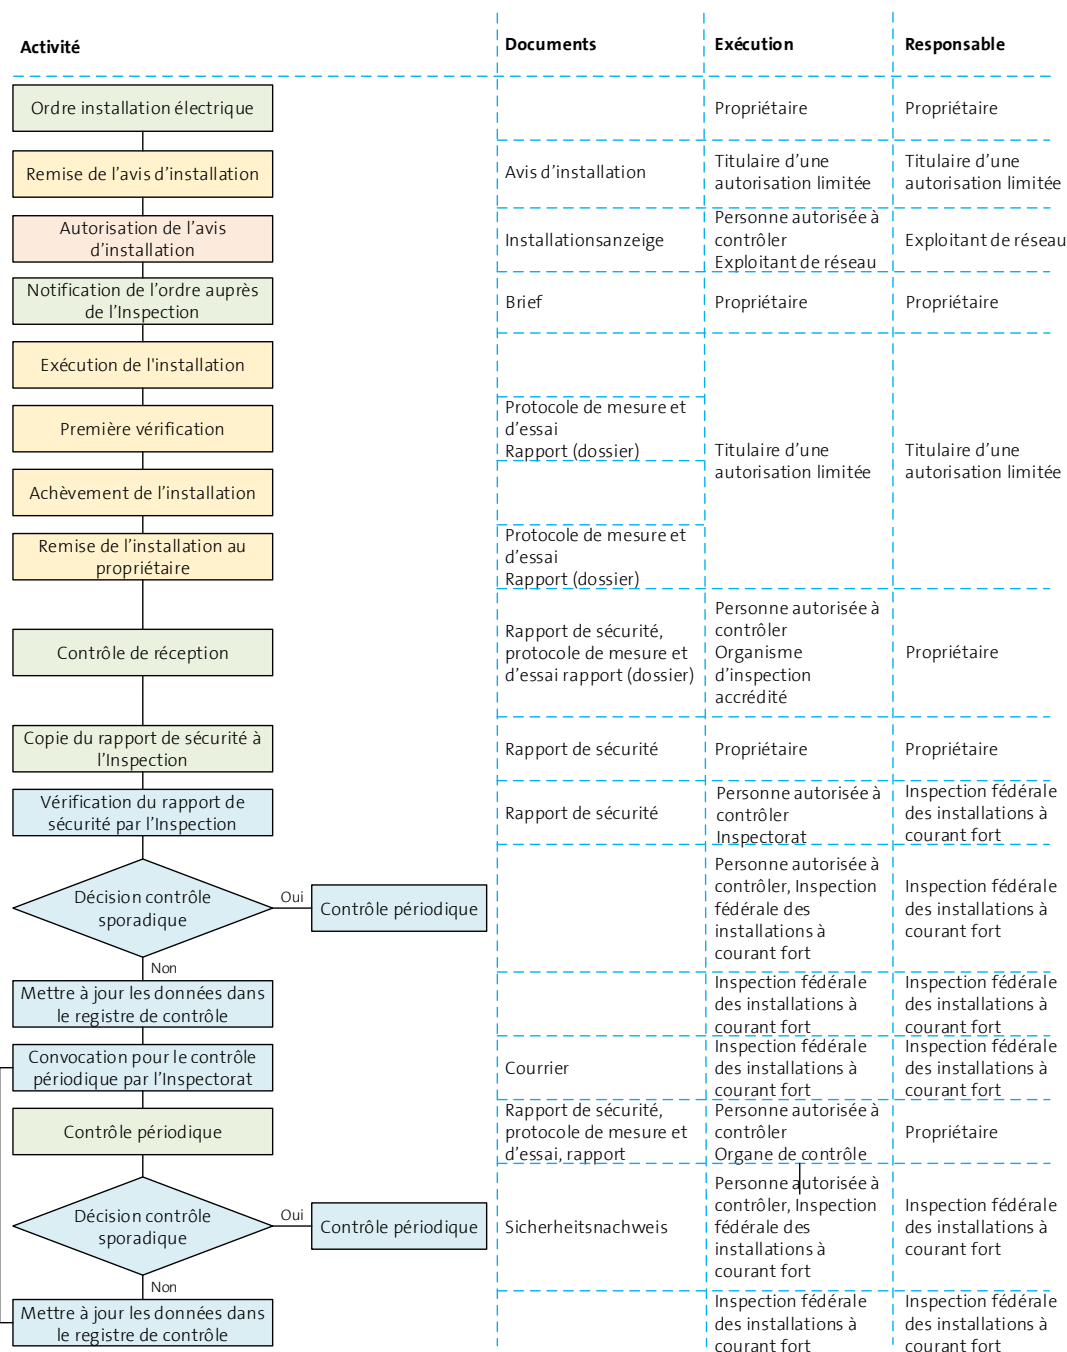 Activité
Documents
Exécution
Responsable
Ordre installation électrique
Propriétaire
Propriétaire
Remise de l’avis d’installation
Avis d’installation
Titulaire d’une
autorisation limitée
Titulaire d’une
autorisation limitée
Autorisation de l’avis
d’installation
Installationsanzeige
Personne autorisée à
contrôler
Exploitant de réseau
Exploitant de réseau
Notification de l’ordre auprès
de l’Inspection
Brief
Propriétaire
Propriétaire
Exécution de l'installation
Première vérification
Protocole de mesure et
d’essai
Rapport (dossier)
Titulaire d’une
autorisation limitée
Titulaire d’une
autorisation limitée
Achèvement de l’installation
Remise de l’installation au
propriétaire
Protocole de mesure et
d’essai
Rapport (dossier)
Contrôle de réception
Rapport de sécurité,
protocole de mesure et
d’essai rapport (dossier)
Personne autorisée à
contrôler
Organisme
d’inspection
accrédité
Propriétaire
Copie du rapport de sécurité à
l’Inspection
Rapport de sécurité
Propriétaire
Propriétaire
Vérification du rapport de
sécurité par l’Inspection
Rapport de sécurité
Personne autorisée à
contrôler
Inspectorat
Inspection fédérale
des installations à
courant fort
Décision contrôle
sporadique
Oui
Contrôle périodique
Personne autorisée à
contrôler, Inspection
fédérale des
installations à
courant fort
Inspection fédérale
des installations à
courant fort
Non
Mettre à jour les données dans
le registre de contrôle
Inspection fédérale
des installations à
courant fort
Inspection fédérale
des installations à
courant fort
Convocation pour le contrôle
périodique par l’Inspectorat
Courrier
Inspection fédérale
des installations à
courant fort
Inspection fédérale
des installations à
courant fort
Contrôle périodique
Rapport de sécurité,
protocole de mesure et
d’essai, rapport
Personne autorisée à
contrôler
Organe de contrôle
Propriétaire
Décision contrôle
sporadique
Oui
Contrôle périodique
Sicherheitsnachweis
Personne autorisée à
contrôler, Inspection
fédérale des
installations à
courant fort
Inspection fédérale
des installations à
courant fort
Non
Mettre à jour les données dans
le registre de contrôle
Inspection fédérale
des installations à
courant fort
Inspection fédérale
des installations à
courant fort